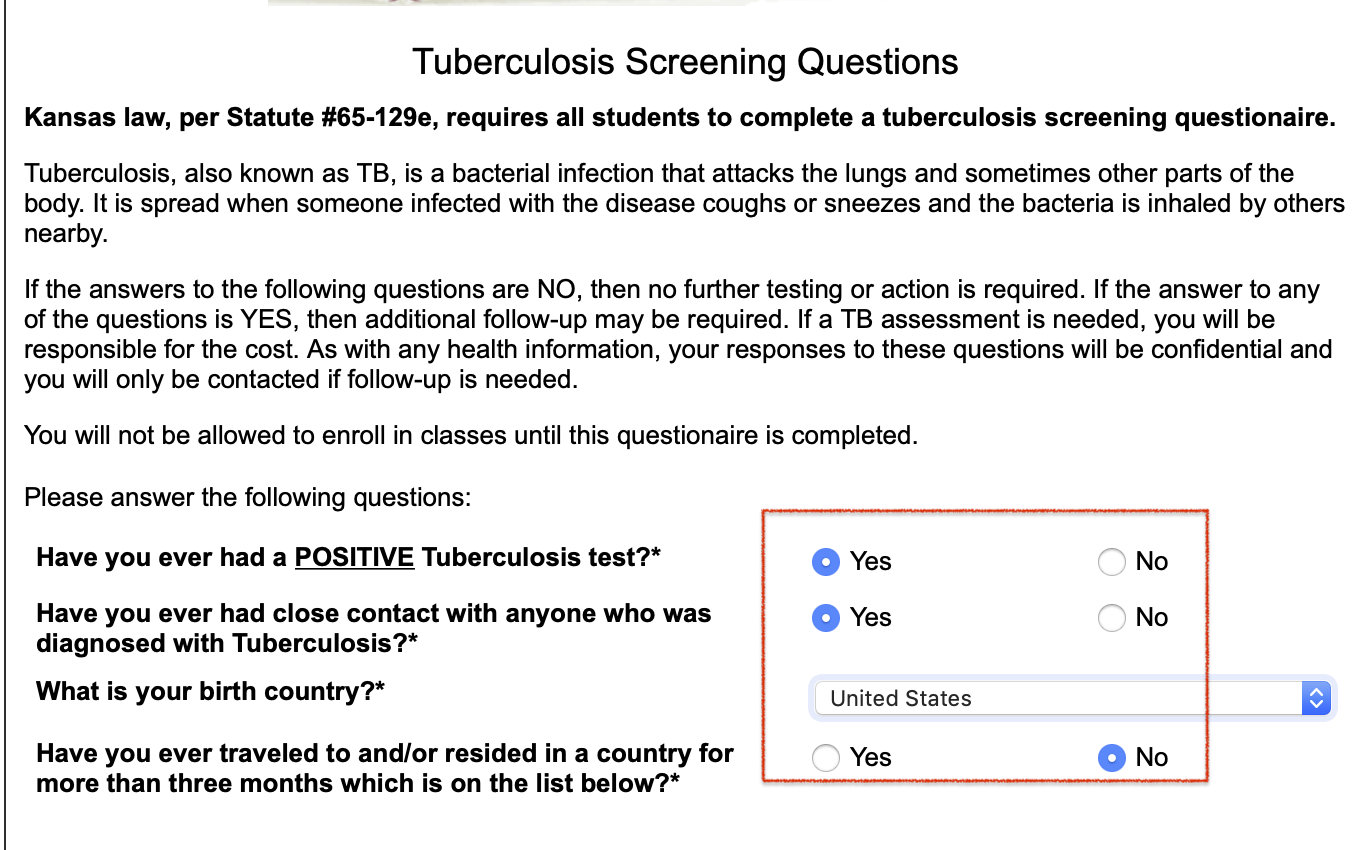 Tuberculosis Screening Questions
Kansas law, per Statute #65-129e, requires all students to complete a tuberculosis screening questionaire.
Tuberculosis, also known as TB, is a bacterial infection that attacks the lungs and sometimes other parts of the
body. It is spread when someone infected with the disease coughs or sneezes and the bacteria is inhaled by others
nearby.
If the answers to the following questions are NO, then no further testing or action is required. If the answer to any
of the questions is YES, then additional follow-up may be required. If a TB assessment is needed, you will be
responsible for the cost. As with any health information, your responses to these questions will be confidential and
you will only be contacted if follow-up is needed.
You will not be allowed to enroll in classes until this questionaire is completed.
Please answer the following questions:
Have you ever had a POSITIVE Tuberculosis test?* Yes No
Have you ever had close contact with anyone who was
diagnosed with Tuberculosis?* Yes No
What is your birth country?* United States
Have you ever traveled to and/or resided in a country for
more than three months which is on the list below?* Yes No